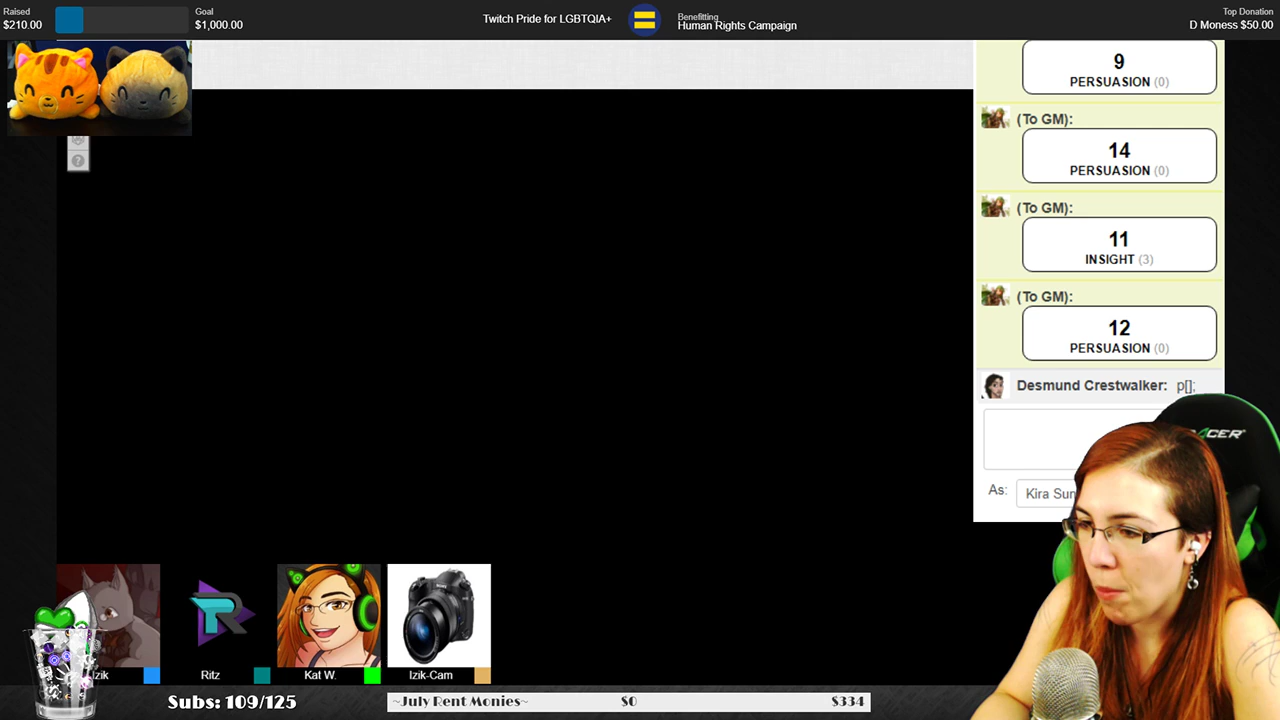 Raised
$210.00
Goal
$1,000.00
Twitch Pride for LGBTQIA+
Benefitting
Human Rights Campaign
Top Donation
D Moness $50.00
9
PERSUASION (0)
(To GM):
14
PERSUASION (0)
(To GM):
11
INSIGHT (3)
(To GM):
12
PERSUASION (0)
Desmund Crestwalker: p[];
As:
Kira Sun
Izik
Ritz
Kat W.
Izik-Cam
Subs: 109/125
~July Rent Monies~ $0 $334